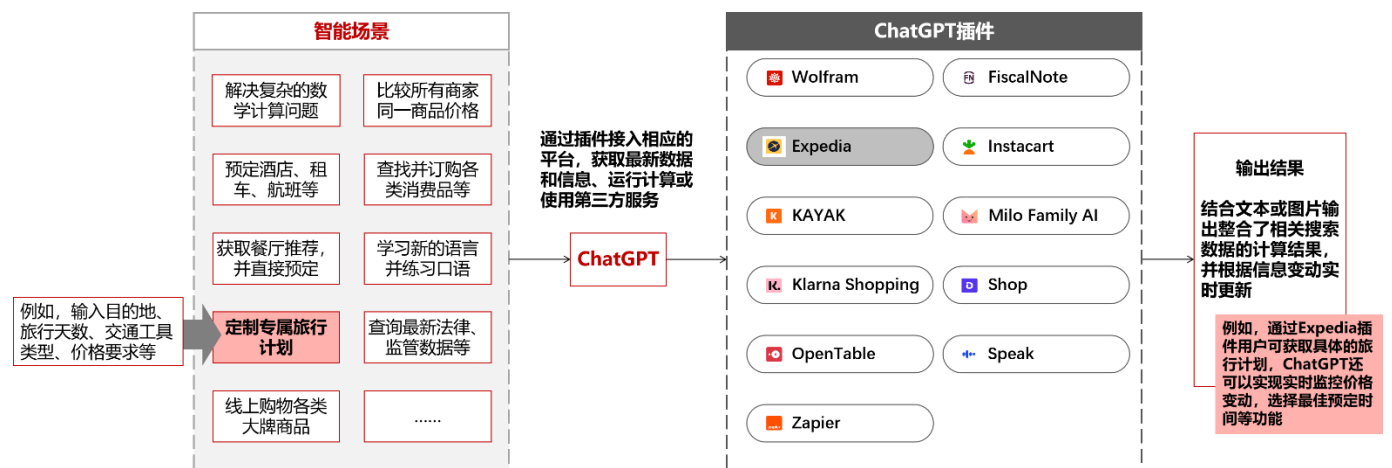 智能场景
解决复杂的数
学计算问题
比较所有商家
同一商品价格
预定酒店、租
车、航班等
查找并订购各
类消费品等
获取餐厅推荐，
并直接预定
学习新的语言
并练习口语
例如，输入目的地、
旅行天数、交通工具
类型、价格要求等
定制专属旅行
计划
查询最新法律、
监管数据等
线上购物各类
大牌商品
......
通过插件接入相应的
平台，获取最新数据
和信息、运行计算或
使用第三方服务
ChatGPT
ChatGPT插件
Wolfram
FiscalNote
FN
Expedia
Instacart
K
KAYAK
Milo Family AI
K.
Klarna Shopping
Shop
OpenTable
Speak
Zapier
输出结果
结合文本或图片输
出整合了相关搜索
数据的计算结果，
并根据信息变动实
时更新
例如，通过Expedia插
件用户可获取具体的旅
行计划，ChatGPT还
可以实现实时监控价格
变动，选择最佳预定时
间等功能